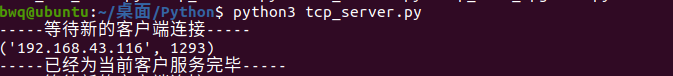 bwq@ubuntu:~/桌面/Python$ python3 tcp_server.py
-----等待新的客户端连接-----
('192.168.43.116', 1293)
-----已经为当前客户服务完毕-----